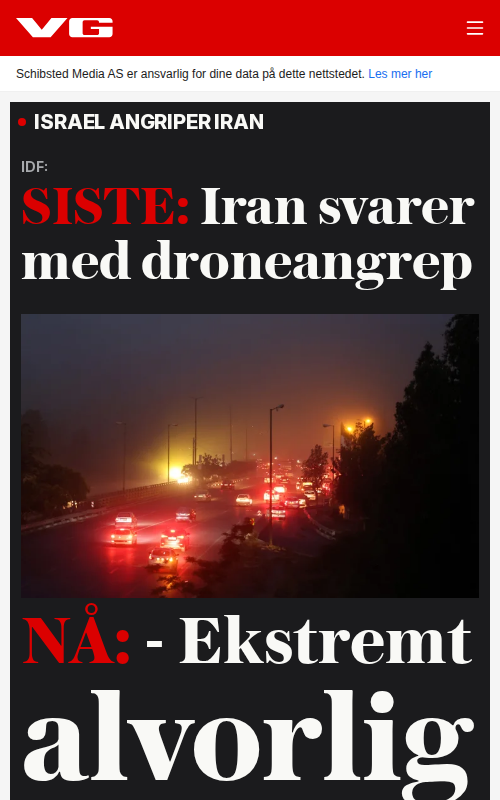 VG
Schibsted Media AS er ansvarlig for dine data på dette nettstedet. Les mer her
ISRAEL ANGRIPER IRAN
IDF:
SISTE: Iran svarer
med droneangrep
NÅ: - Ekstremt
alvorlig